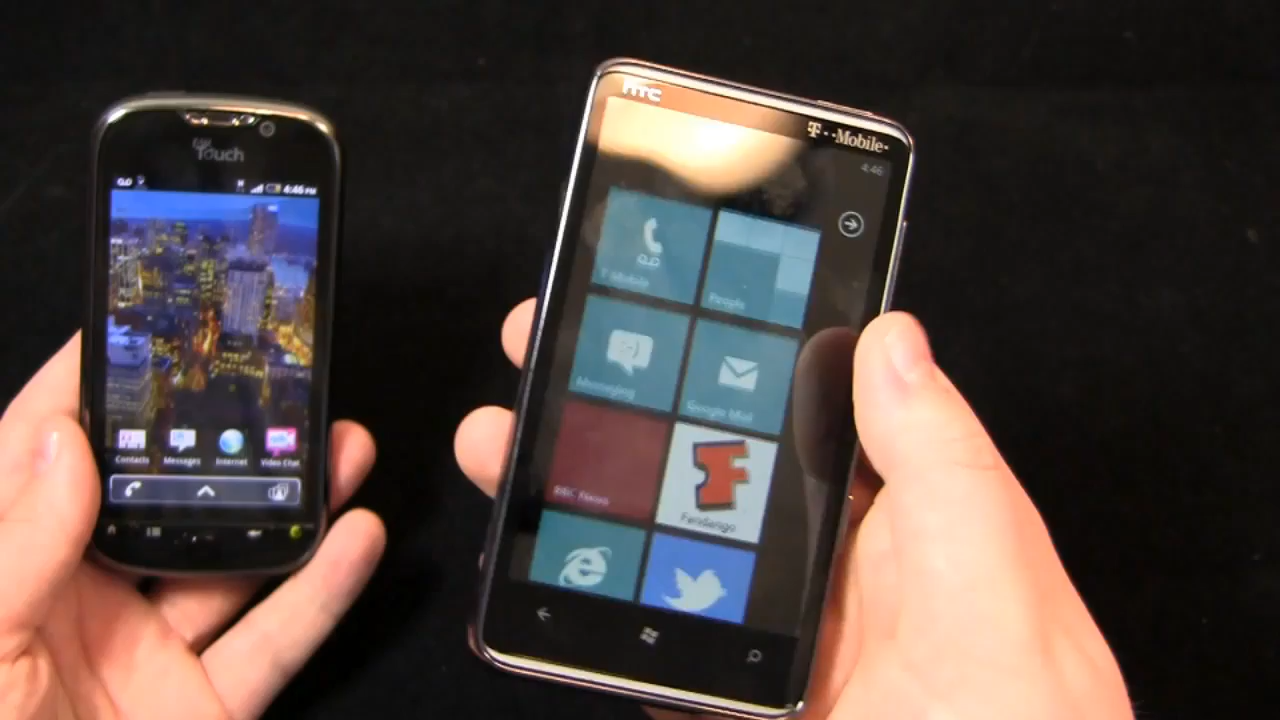 my
Touch
4:46 PM
Contacts
Messages
Internet
Video Chat
hTC
T··Mobile·
4:46
T-Mobile
People
:-)
Messaging
Google Mail
BBC News
F
Fandango